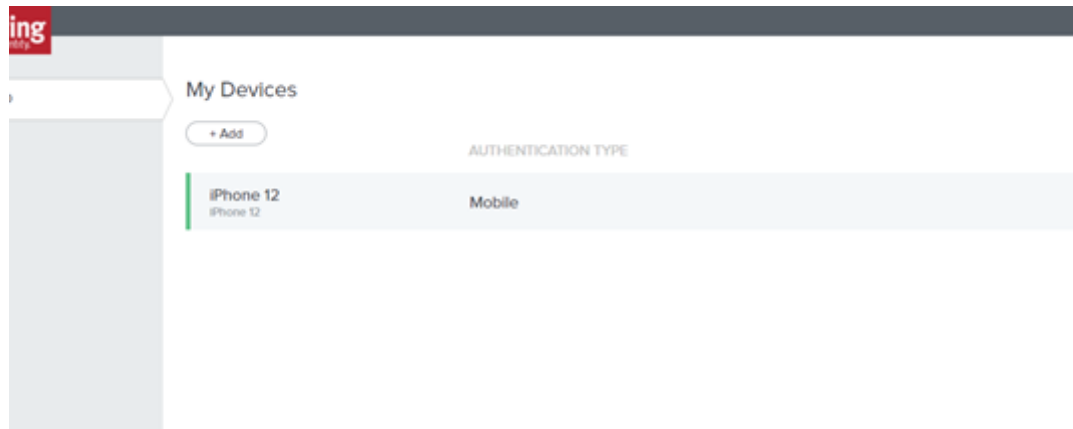 ing
My Devices
+ Add
AUTHENTICATION TYPE
iPhone 12
iPhone 12
Mobile